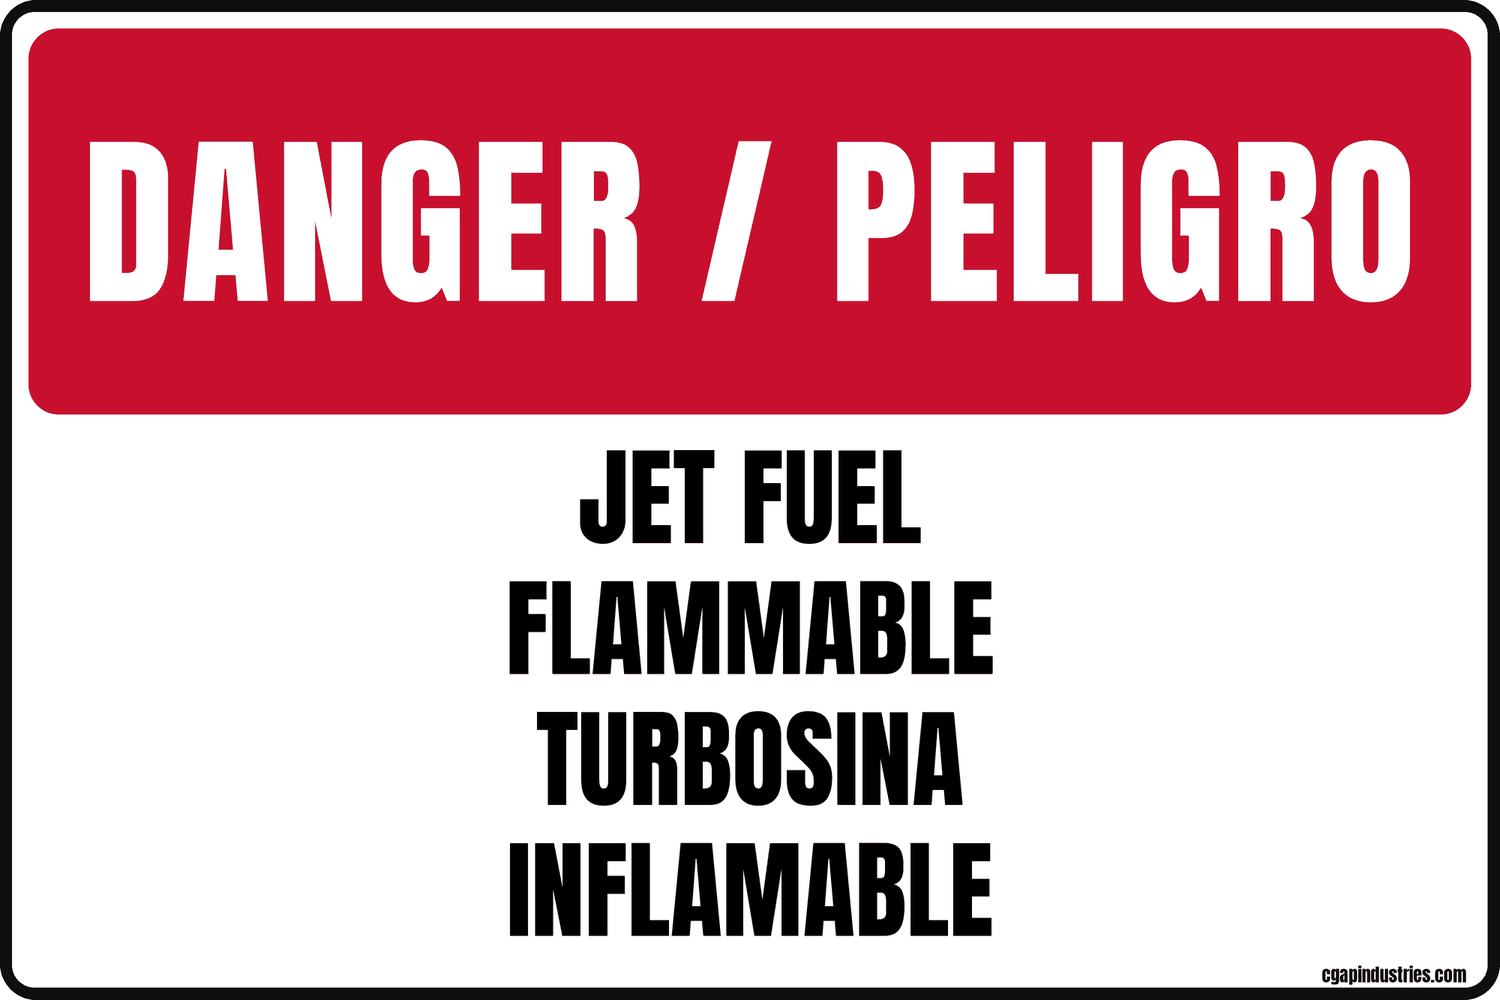 DANGER / PELIGRO
JET FUEL
FLAMMABLE
TURBOSINA
INFLAMABLE
cgapindustries.com